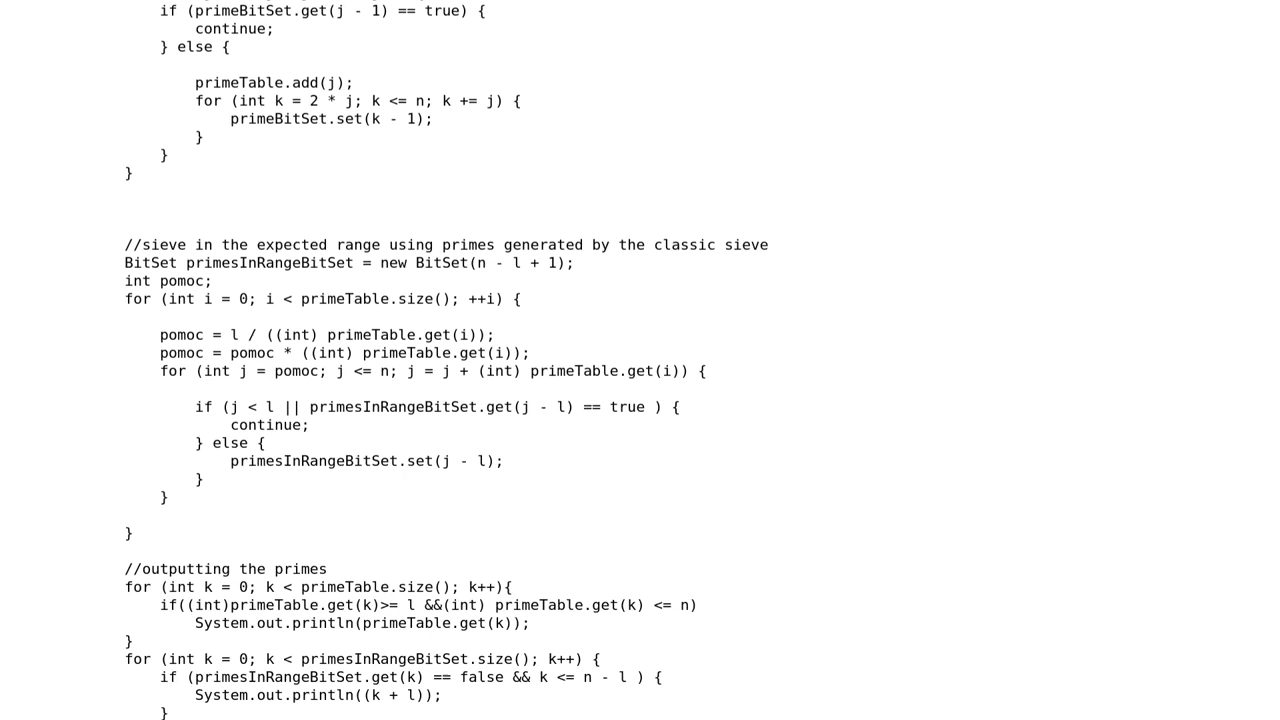 if (primeBitSet.get(j - 1) == true) {
continue;
} else {
primeTable.add(j);
for (int k = 2 * j; k <= n; k += j) {
primeBitSet.set(k - 1);
}
}
}
//sieve in the expected range using primes generated by the classic sieve
BitSet primesInRangeBitSet = new BitSet(n - l + 1);
int pomoc;
for (int i = 0; i < primeTable.size(); ++i) {
pomoc = l / ((int) primeTable.get(i));
pomoc = pomoc * ((int) primeTable.get(i));
for (int j = pomoc; j <= n; j = j + (int) primeTable.get(i)) {
if (j < l || primesInRangeBitSet.get(j - l) == true ) {
continue;
} else {
primesInRangeBitSet.set(j - l);
}
}
}
//outputting the primes
for (int k = 0; k < primeTable.size(); k++){
if((int)primeTable.get(k)>= l &&(int) primeTable.get(k) <= n)
System.out.println(primeTable.get(k));
}
for (int k = 0; k < primesInRangeBitSet.size(); k++) {
if (primesInRangeBitSet.get(k) == false && k <= n - l ) {
System.out.println((k + l));
}